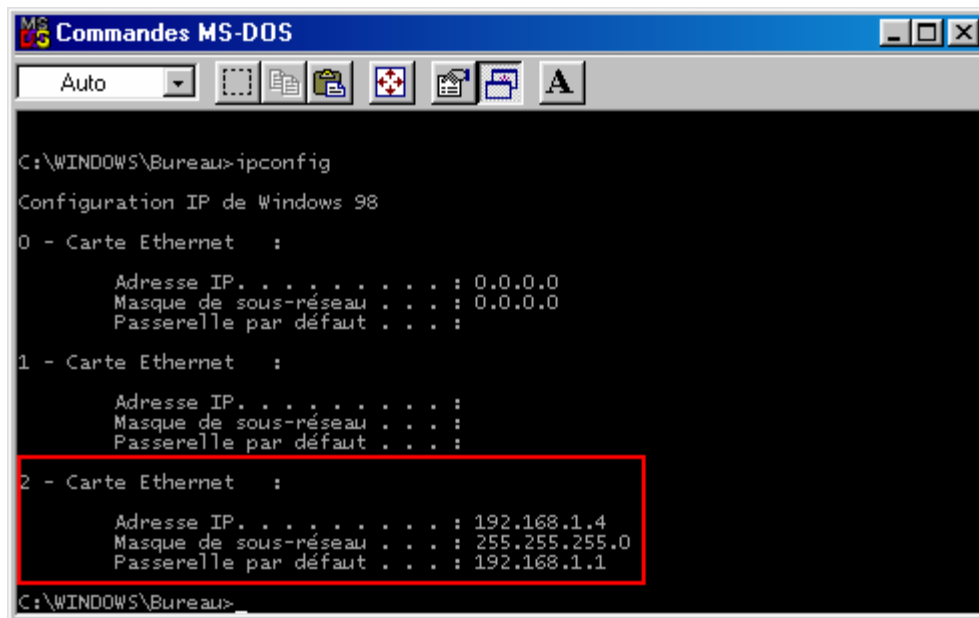 MS DS Commandes MS-DOS
Auto A
C:\WINDOWS\Bureau>ipconfig
Configuration IP de Windows 98
0 - Carte Ethernet   :
Adresse IP. . . . . . . . . : 0.0.0.0
Masque de sous-réseau . . . : 0.0.0.0
Passerelle par défaut . . . :
1 - Carte Ethernet   :
Adresse IP. . . . . . . . . :
Masque de sous-réseau . . . :
Passerelle par défaut . . . :
2 - Carte Ethernet   :
Adresse IP. . . . . . . . . : 192.168.1.4
Masque de sous-réseau . . . : 255.255.255.0
Passerelle par défaut . . . : 192.168.1.1
C:\WINDOWS\Bureau>_